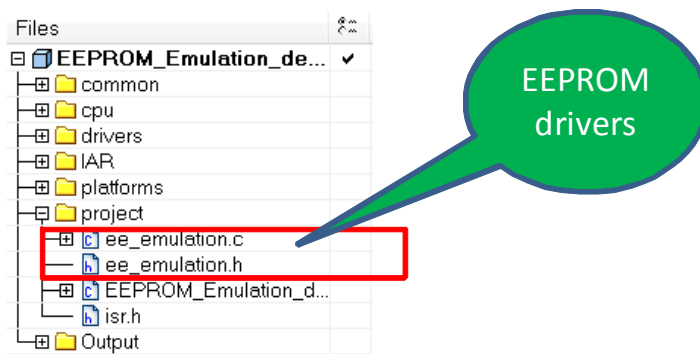 Files
EEPROM_Emulation_de...
common
cpu
drivers
IAR
platforms
project
ee_emulation.c
ee_emulation.h
EEPROM_Emulation_d...
isr.h
Output
EEPROM
drivers